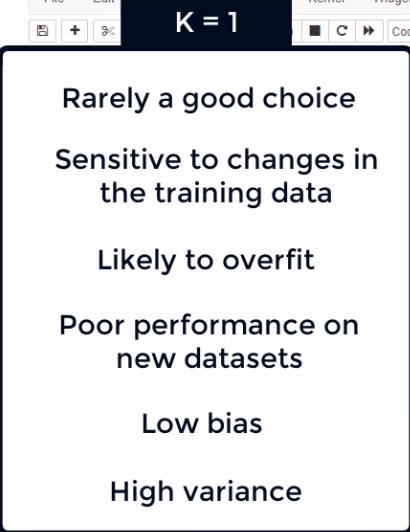 K = 1
Coc
Rarely a good choice
Sensitive to changes in
the training data
Likely to overfit
Poor performance on
new datasets
Low bias
High variance